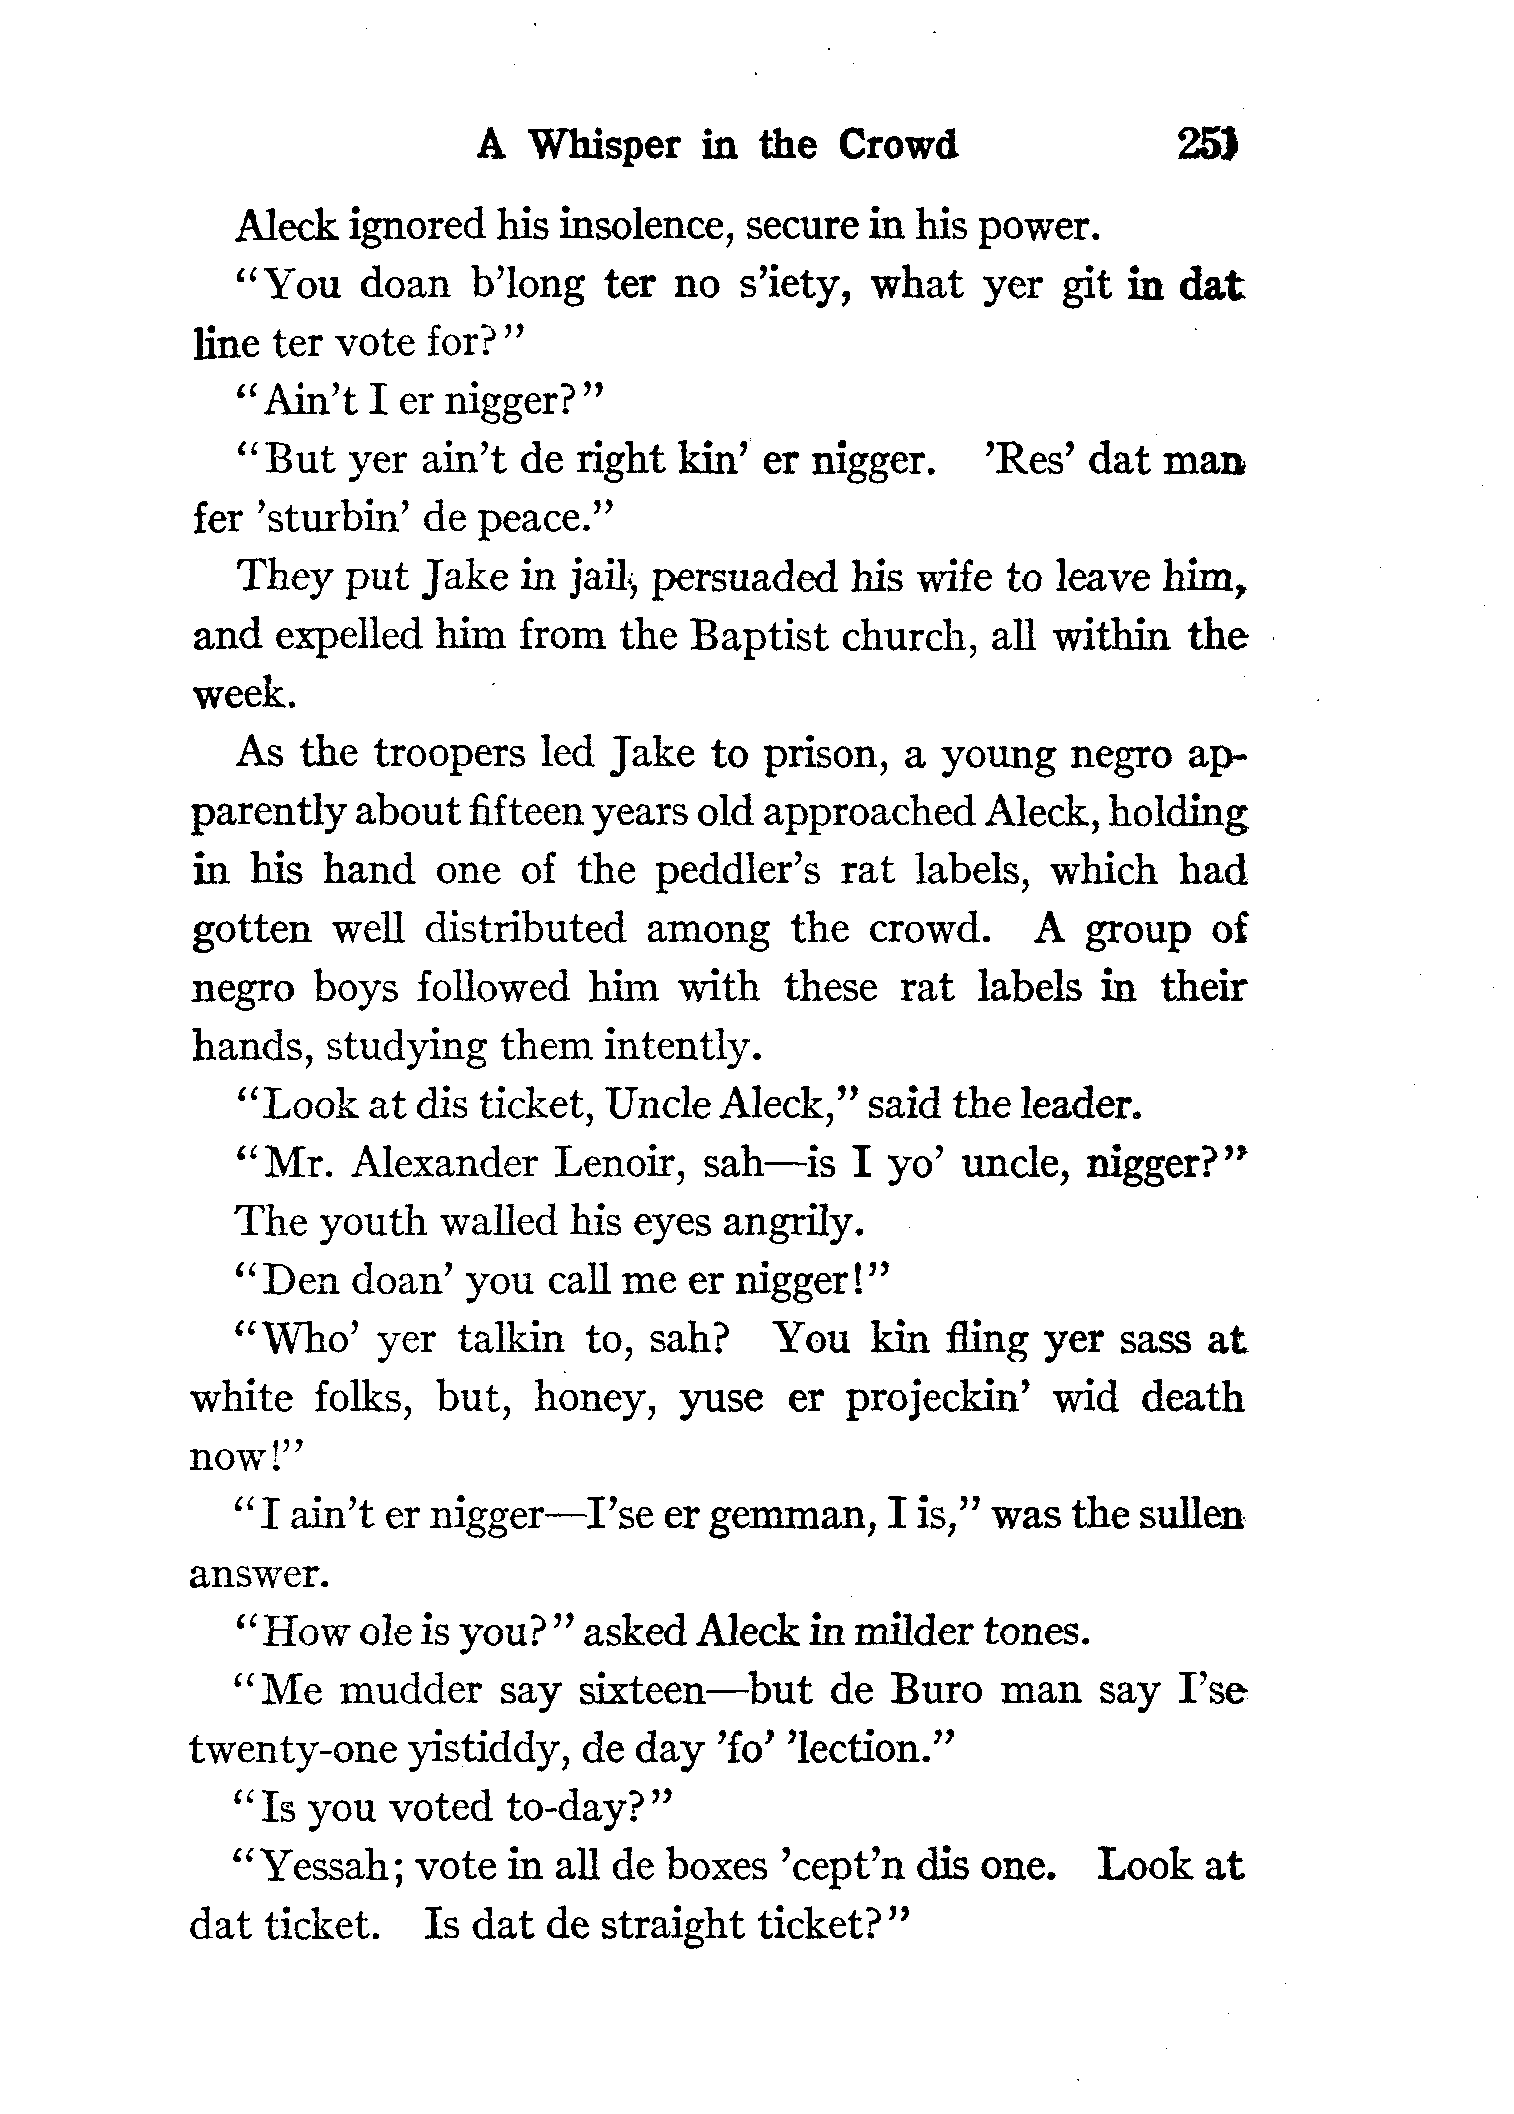 A Whisper in the Crowd 251
Aleck ignored his insolence, secure in his power.
"You doan b'long ter no s'iety, what yer git in dat
line ter vote for?"
"Ain't I er nigger?"
"But yer ain't de right kin' er nigger. 'Res' dat man
fer 'sturbin' de peace."
They put Jake in jail, persuaded his wife to leave him,
and expelled him from the Baptist church, all within the
week.
As the troopers led Jake to prison, a young negro ap-
parently about fifteen years old approached Aleck, holding
in his hand one of the peddler's rat labels, which had
gotten well distributed among the crowd. A group of
negro boys followed him with these rat labels in their
hands, studying them intently.
"Look at dis ticket, Uncle Aleck," said the leader.
"Mr. Alexander Lenoir, sah—is I yo' uncle, nigger?"
The youth walled his eyes angrily.
"Den doan' you call me er nigger!"
"Who' yer talkin to, sah? You kin fling yer sass at
white folks, but, honey, yuse er projeckin' wid death
now!"
"I ain't er nigger—I'se er gemman, I is," was the sullen
answer.
"How ole is you?" asked Aleck in milder tones.
"Me mudder say sixteen—but de Buro man say I'se
twenty-one yistiddy, de day 'fo' 'lection."
"Is you voted to-day?"
"Yessah; vote in all de boxes 'cept'n dis one. Look at
dat ticket. Is dat de straight ticket?"